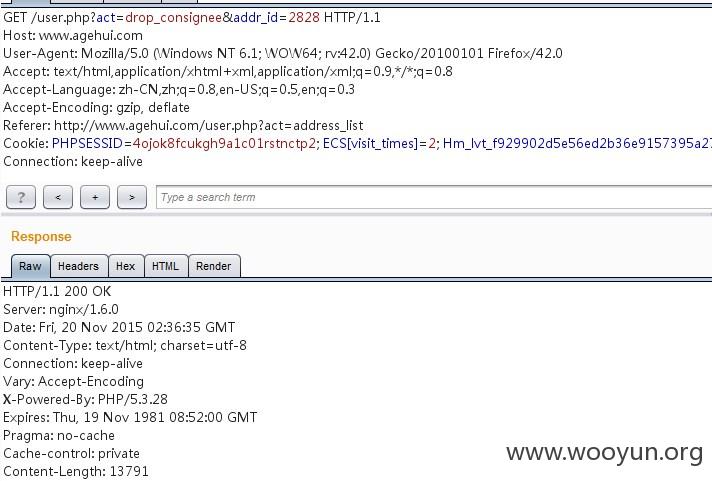 GET /user.php?act=drop_consignee&addr_id=2828 HTTP/1.1
Host: www.agehui.com
User-Agent: Mozilla/5.0 (Windows NT 6.1; WOW64; rv:42.0) Gecko/20100101 Firefox/42.0
Accept: text/html,application/xhtml+xml,application/xml;q=0.9,*/*;q=0.8
Accept-Language: zh-CN,zh;q=0.8,en-US;q=0.5,en;q=0.3
Accept-Encoding: gzip, deflate
Referer: http://www.agehui.com/user.php?act=address_list
Cookie: PHPSESSID=4ojok8fcukgh9a1c01rstnctp2; ECS[visit_times]=2; Hm_lvt_f929902d5e56ed2b36e9157395a27
Connection: keep-alive
? < + > Type a search term
Response
Raw Headers Hex HTML Render
HTTP/1.1 200 OK
Server: nginx/1.6.0
Date: Fri, 20 Nov 2015 02:36:35 GMT
Content-Type: text/html; charset=utf-8
Connection: keep-alive
Vary: Accept-Encoding
X-Powered-By: PHP/5.3.28
Expires: Thu, 19 Nov 1981 08:52:00 GMT
Pragma: no-cache
Cache-control: private
Content-Length: 13791
www.wooyun.org